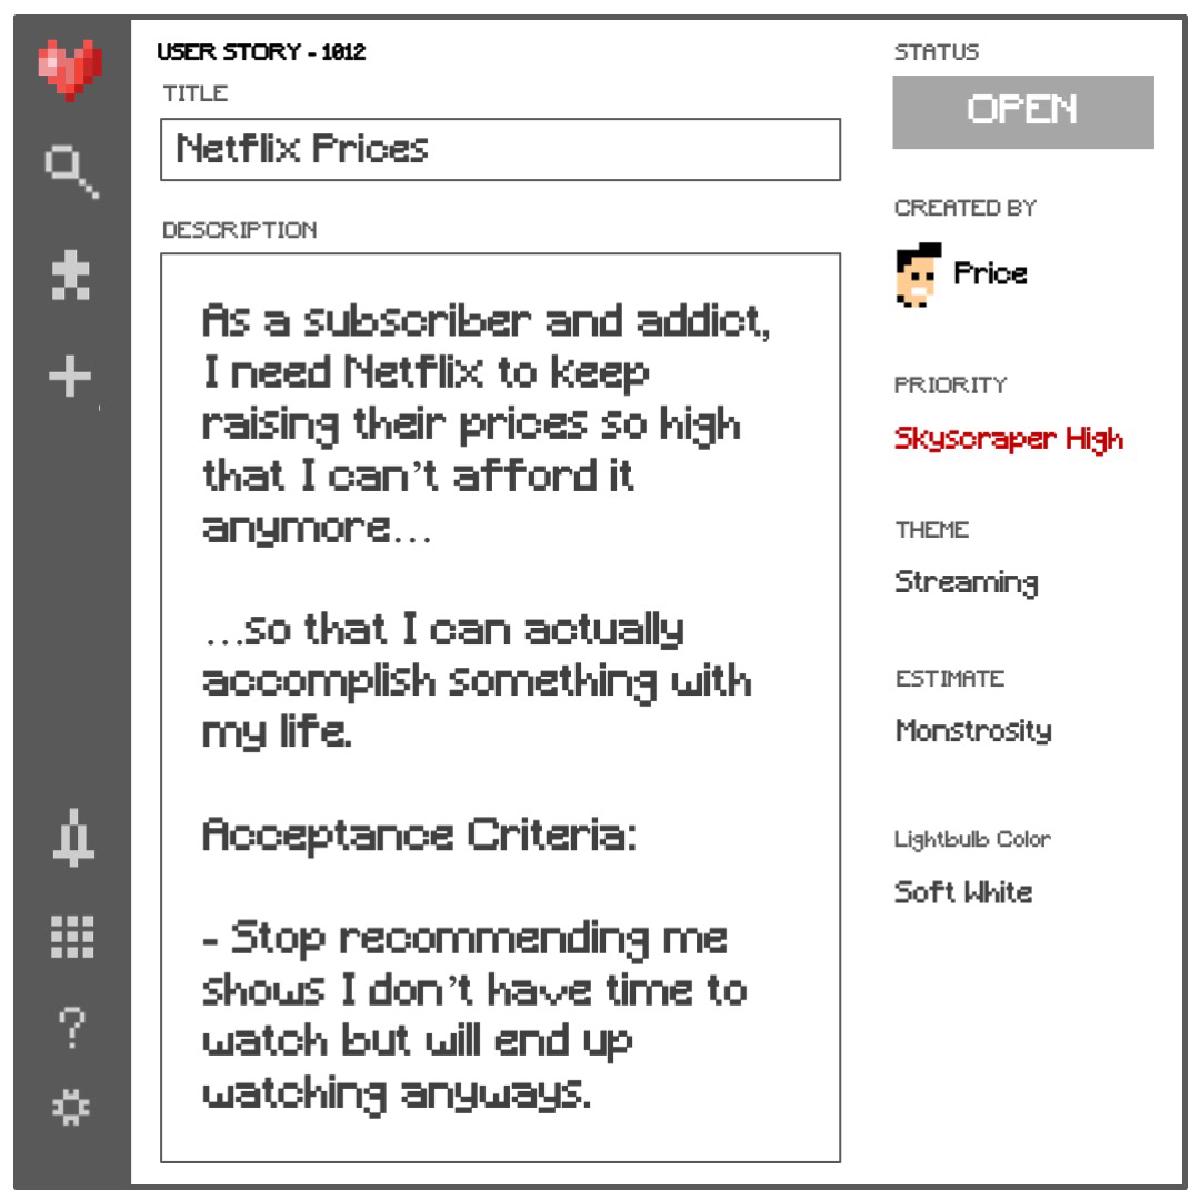 USER STORY - 1012
TITLE
Netflix Prices
DESCRIPTION
As a subscriber and addict,
I need Netflix to keep
raising their prices so high
that I can't afford it
anymore...
...so that I can actually
accomplish something with
my life.
Acceptance Criteria:
- Stop recommending me
shows I don't have time to
watch but will end up
watching anyways.
STATUS
OPEN
CREATED BY
Price
PRIORITY
Skyscraper High
THEME
Streaming
ESTIMATE
Monstrosity
Lightbulb Color
Soft White
?